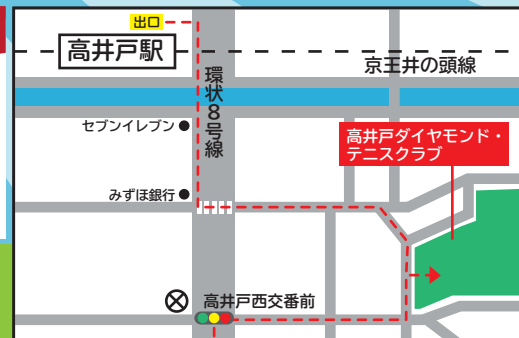 出口
高井戸駅
京王井の頭線
環状8号線
セブンイレブン
高井戸ダイヤモンド・
テニスクラブ
みずほ銀行
高井戸西交番前